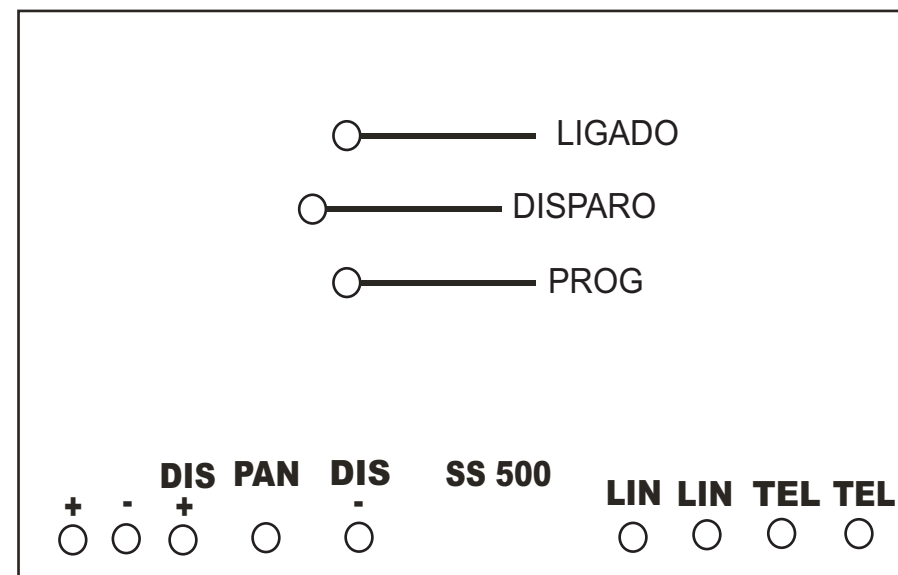 LIGADO
DISPARO
PROG
DIS PAN DIS SS 500 LIN LIN TEL TEL
+ - + -